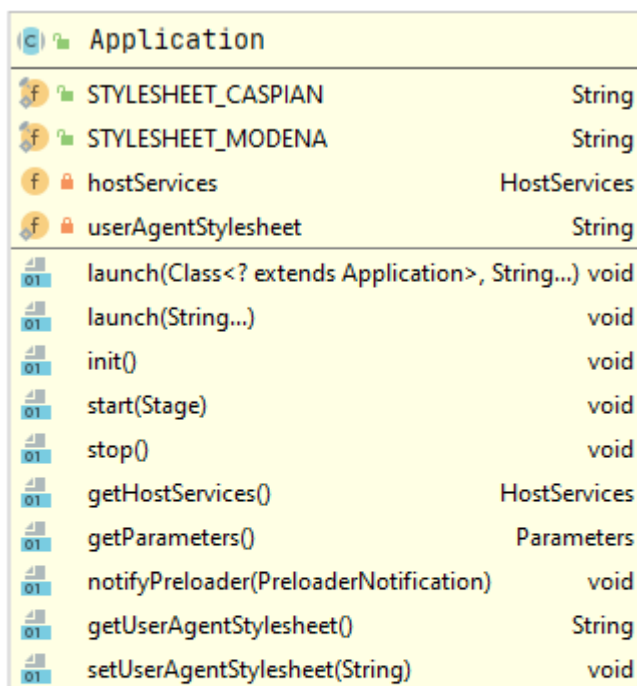 Application
STYLESHEET_CASPIAN String
STYLESHEET_MODENA String
hostServices HostServices
userAgentStylesheet String
launch(Class<? extends Application>, String...) void
launch(String...) void
init() void
start(Stage) void
stop() void
getHostServices() HostServices
getParameters() Parameters
notifyPreloader(PreloaderNotification) void
getUserAgentStylesheet() String
setUserAgentStylesheet(String) void